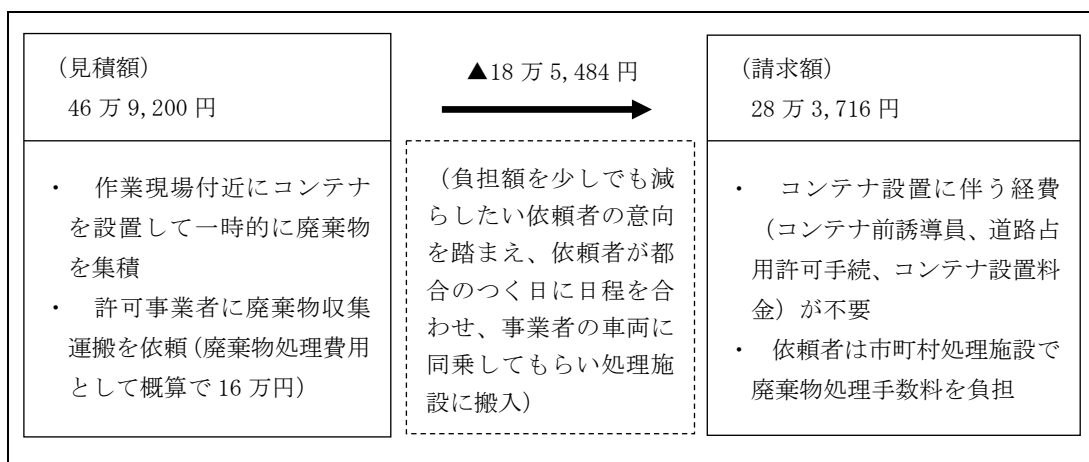 （見積額）
46 万 9,200 円
・　作業現場付近にコンテナ
を設置して一時的に廃棄物
を集積
・　許可事業者に廃棄物収集
運搬を依頼（廃棄物処理費用
として概算で 16 万円）
▲18 万 5,484 円
（負担額を少しでも減
らしたい依頼者の意向
を踏まえ、依頼者が都
合のつく日に日程を合
わせ、事業者の車両に
同乗してもらい処理施
設に搬入）
（請求額）
28 万 3,716 円
・　コンテナ設置に伴う経費
（コンテナ前誘導員、道路占
用許可手続、コンテナ設置料
金）が不要
・　依頼者は市町村処理施設で
廃棄物処理手数料を負担